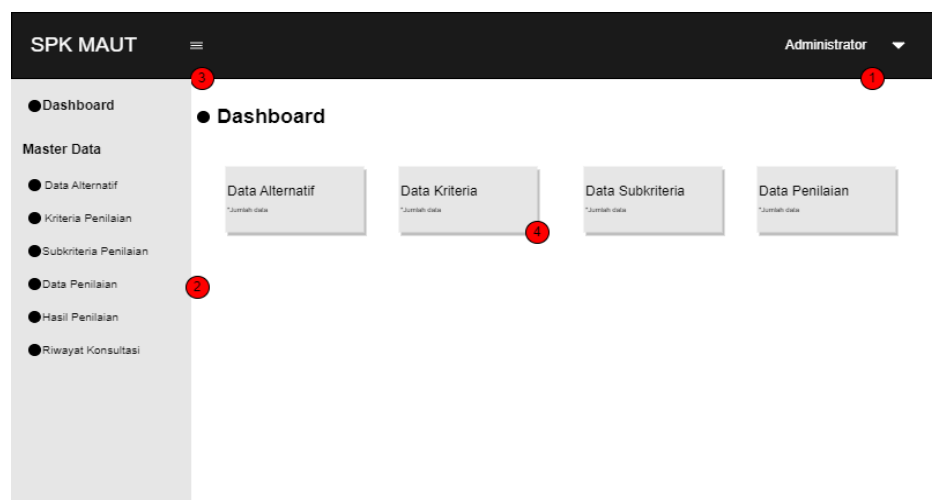 SPK MAUT
Administrator
3
1
Dashboard
Dashboard
Master Data
Data Alternatif
Kriteria Penilaian
Subkriteria Penilaian
Data Penilaian
Hasil Penilaian
Riwayat Konsultasi
2
Data Alternatif
*Jumlah data
Data Kriteria
*Jumlah data
4
Data Subkriteria
*Jumlah data
Data Penilaian
*Jumlah data